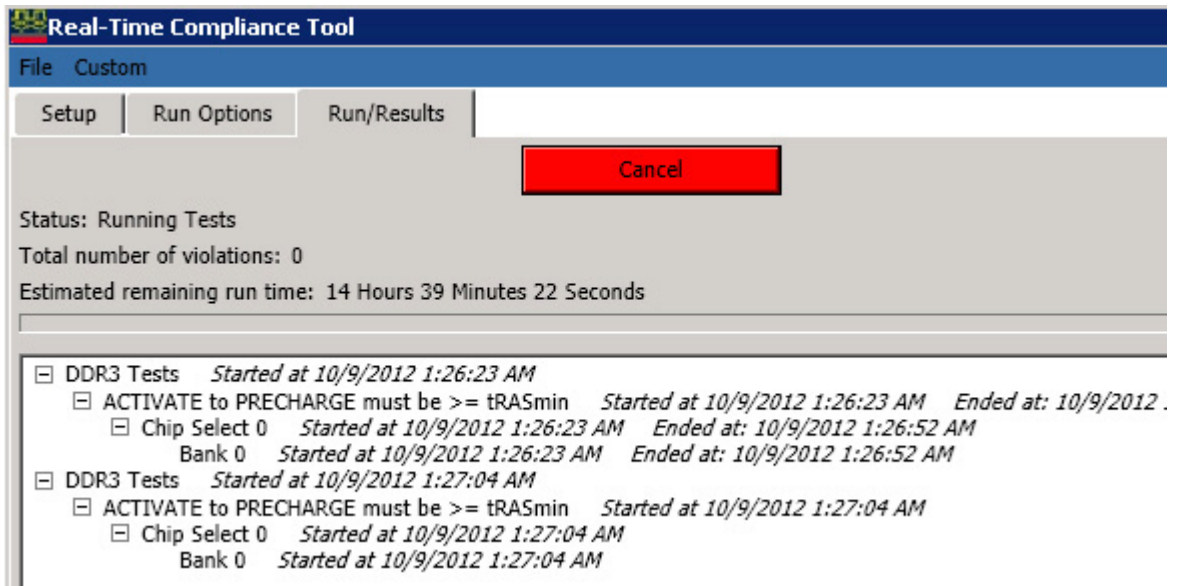 Real-Time Compliance Tool
File Custom
Setup Run Options Run/Results
Cancel
Status: Running Tests
Total number of violations: 0
Estimated remaining run time: 14 Hours 39 Minutes 22 Seconds
DDR3 Tests Started at 10/9/2012 1:26:23 AM
ACTIVATE to PRECHARGE must be >= tRASmin Started at 10/9/2012 1:26:23 AM Ended at: 10/9/2012
Chip Select 0 Started at 10/9/2012 1:26:23 AM Ended at: 10/9/2012 1:26:52 AM
Bank 0 Started at 10/9/2012 1:26:23 AM Ended at: 10/9/2012 1:26:52 AM
DDR3 Tests Started at 10/9/2012 1:27:04 AM
ACTIVATE to PRECHARGE must be >= tRASmin Started at 10/9/2012 1:27:04 AM
Chip Select 0 Started at 10/9/2012 1:27:04 AM
Bank 0 Started at 10/9/2012 1:27:04 AM